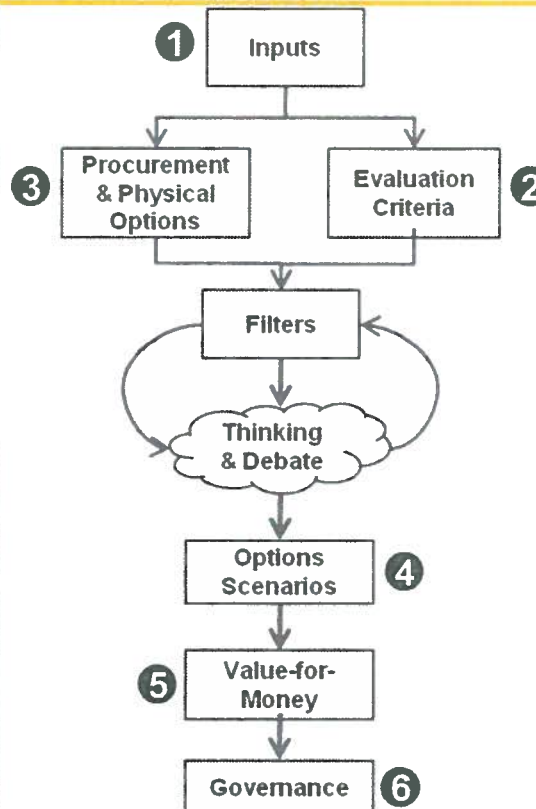 1
Inputs
3
Procurement
& Physical
Options
Evaluation
Criteria
2
Filters
Thinking
& Debate
Options
Scenarios
4
5
Value-for-
Money
Governance
6